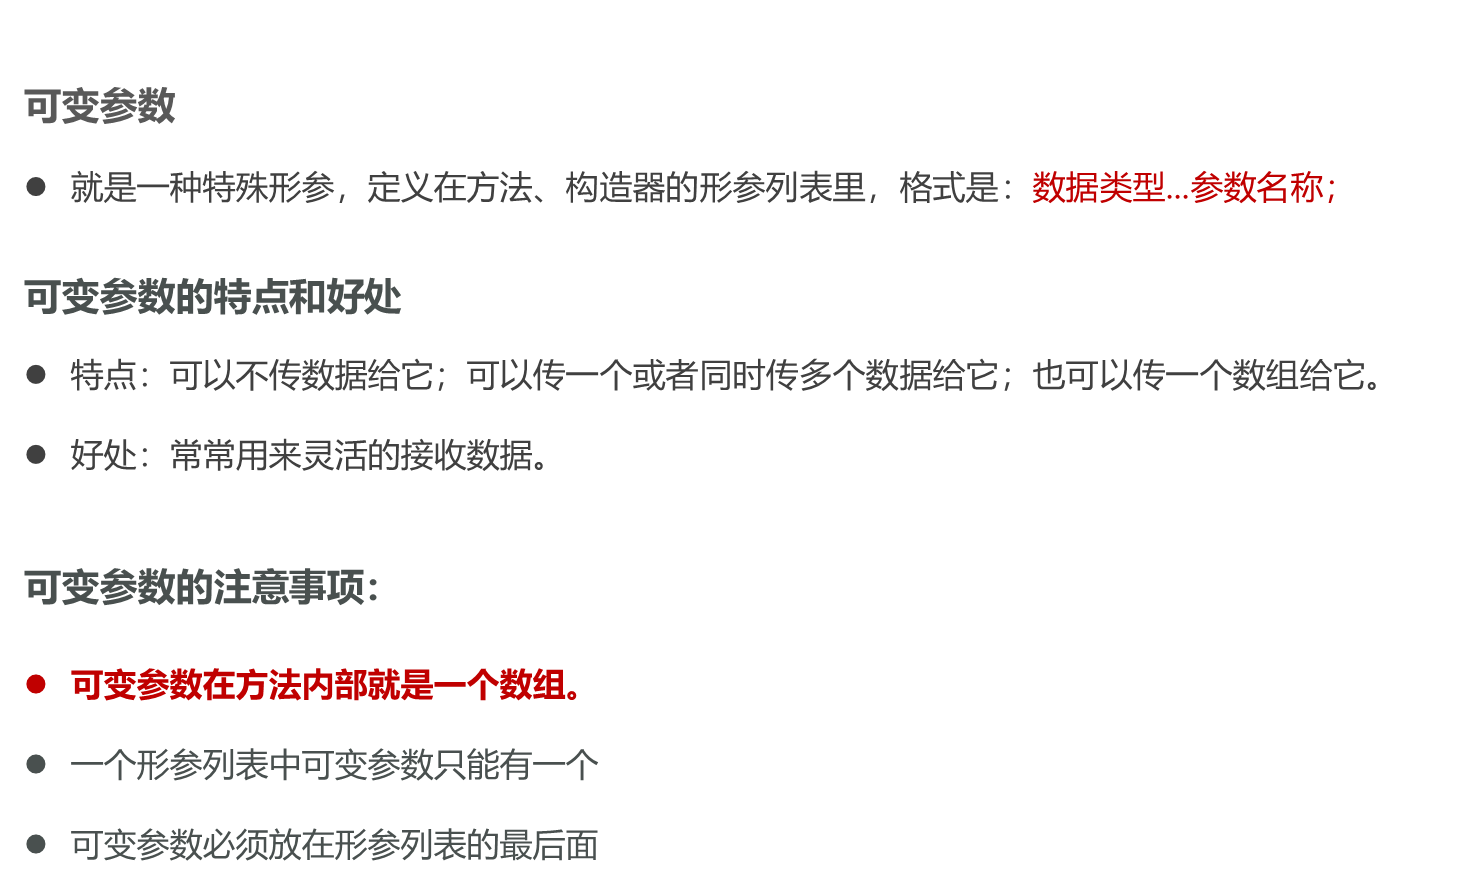 可变参数
● 就是一种特殊形参，定义在方法、构造器的形参列表里，格式是：数据类型...参数名称；
可变参数的特点和好处
● 特点：可以不传数据给它；可以传一个或者同时传多个数据给它；也可以传一个数组给它。
● 好处：常常用来灵活的接收数据。
可变参数的注意事项：
● 可变参数在方法内部就是一个数组。
● 一个形参列表中可变参数只能有一个
● 可变参数必须放在形参列表的最后面